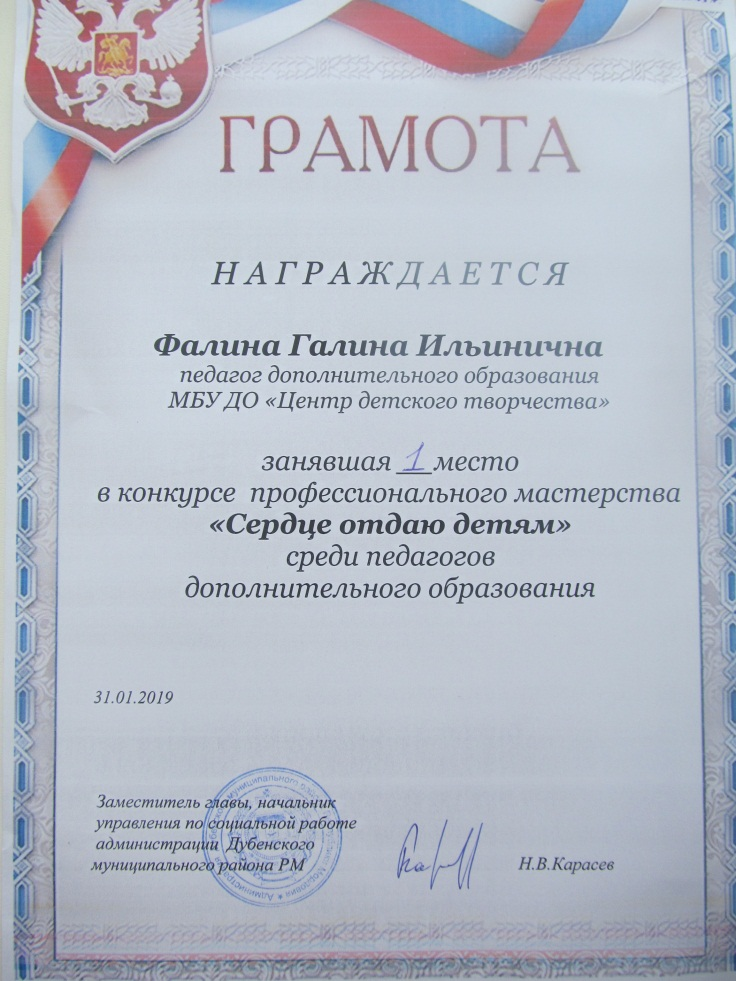 ГРАМОТА
НАГРАЖДАЕТСЯ
Фалина Галина Ильинична
педагог дополнительного образования
МБУ ДО «Центр детского творчества»
занявшая 1 место
в конкурсе профессионального мастерства
«Сердце отдаю детям»
среди педагогов
дополнительного образования
31.01.2019
Заместитель главы, начальник
управления по социальной работе
администрации Дубенского
муниципального района РМ
Н.В.Карасев